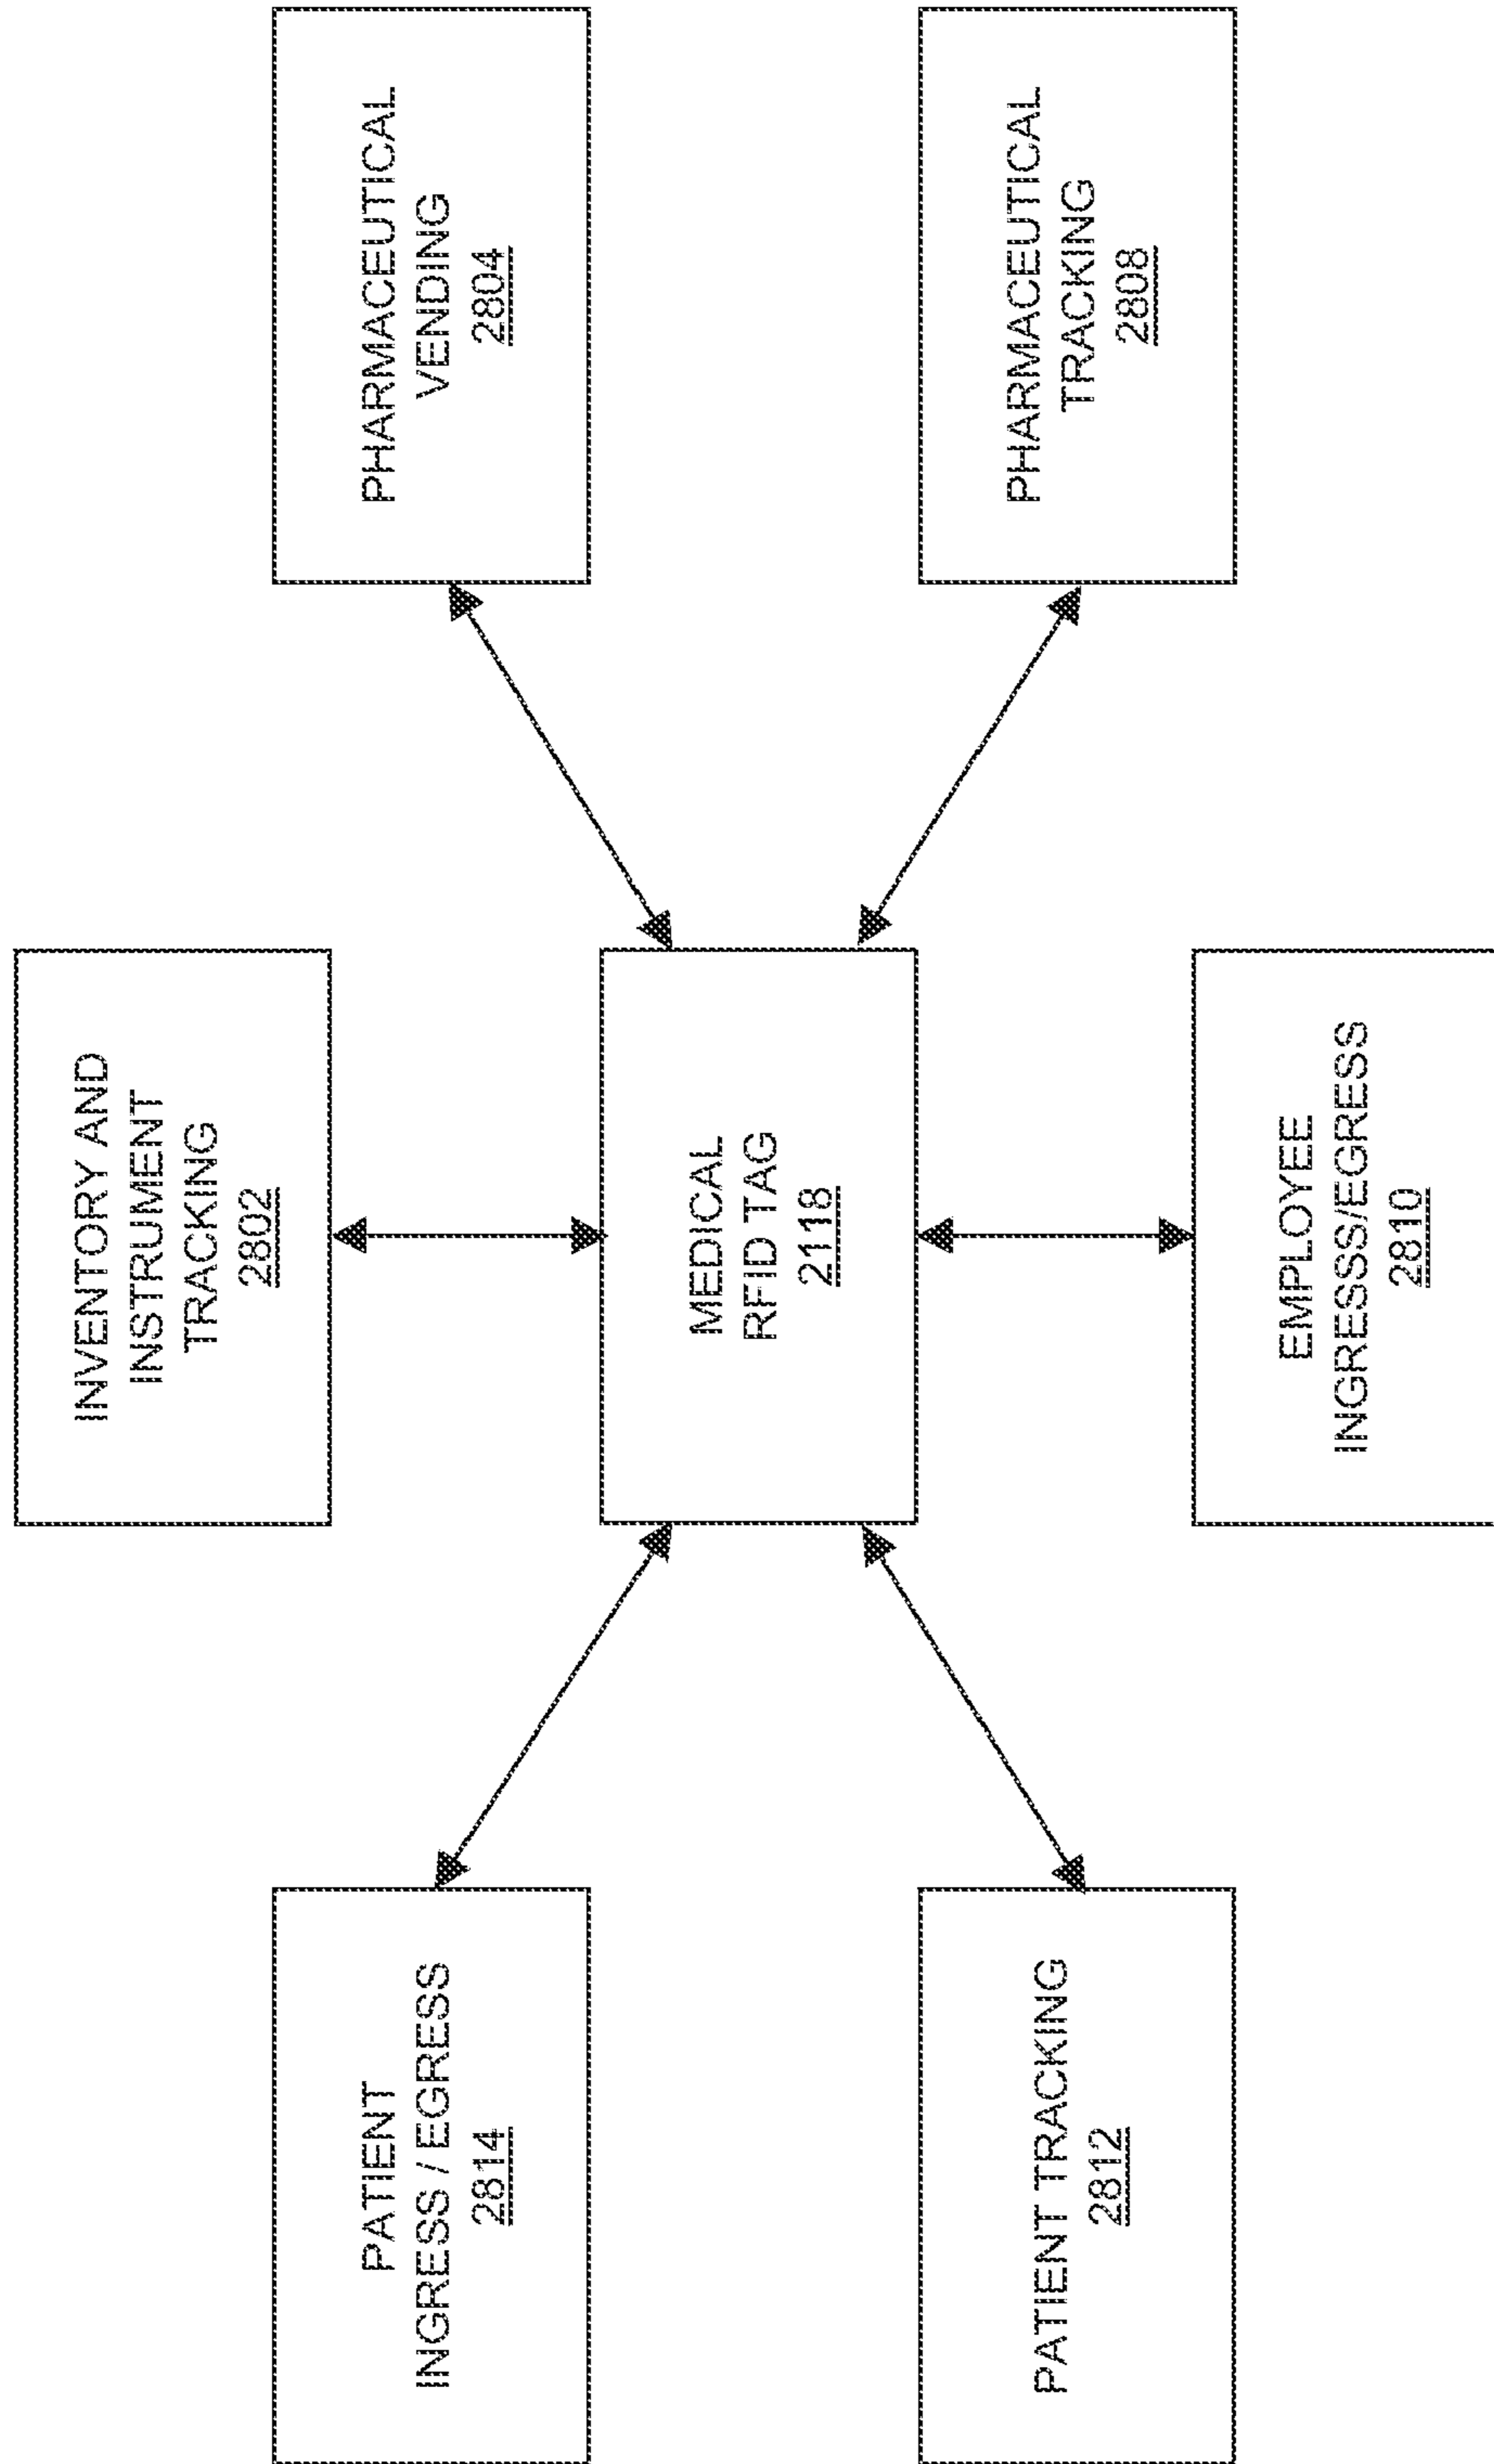 INVENTORY AND
INSTRUMENT
TRACKING
2802
PATIENT
INGRESS / EGRESS
2814
PHARMACEUTICAL
VENDING
2804
MEDICAL
RFID TAG
2118
PATIENT TRACKING
2812
PHARMACEUTICAL
TRACKING
2808
EMPLOYEE
INGRESSS/EGRESS
2810